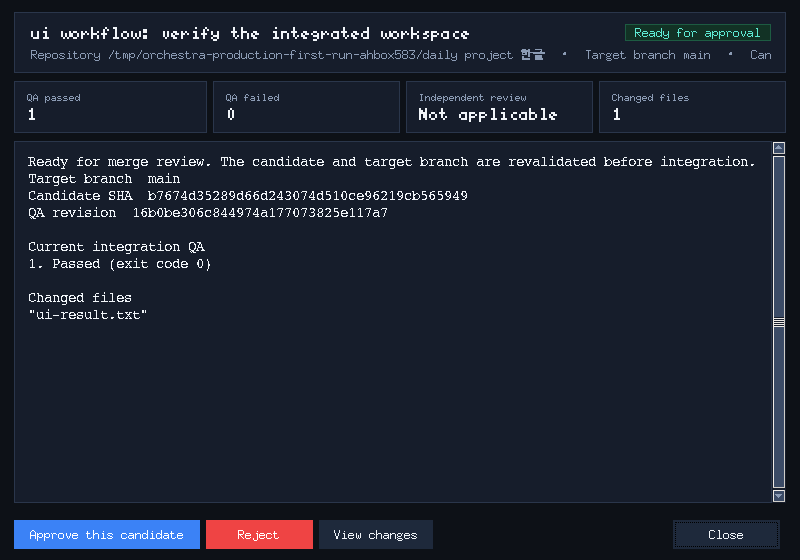 ui workflow: verify the integrated workspace
Ready for approval
Repository /tmp/orchestra-production-first-run-ahbox583/daily project 한글 • Target branch main • Can
QA passed
1
QA failed
0
Independent review
Not applicable
Changed files
1
Ready for merge review. The candidate and target branch are revalidated before integration.
Target branch main
Candidate SHA b7674d35289d66d243074d510ce96219cb565949
QA revision 16b0be306c844974a177073825e117a7
Current integration QA
1. Passed (exit code 0)
Changed files
"ui-result.txt"
Approve this candidate
Reject
View changes
Close